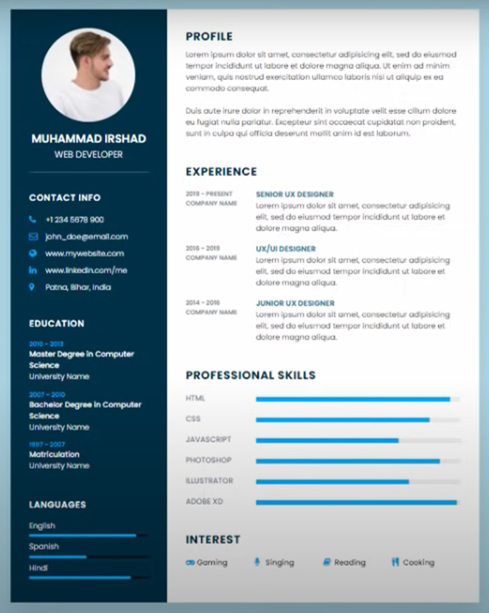 MUHAMMAD IRSHAD
WEB DEVELOPER
CONTACT INFO
+1 234 5678 900
john_doe@email.com
www.mywebsite.com
www.linkedin.com/me
Patna, Bihar, India
EDUCATION
2010 - 2013
Master Degree in Computer
Science
University Name
2007 - 2010
Bachelor Degree in Computer
Science
University Name
1997 - 2007
Matriculation
University Name
LANGUAGES
English
Spanish
Hindi
PROFILE
Lorem ipsum dolor sit amet, consectetur adipisicing, sed do eiusmod
tempor incididunt ut labore et dolore magna aliqua. Ut enim ad minim
veniam, quis nostrud exercitation ullamco laboris nisi ut aliquip ex ea
commodo consequat.
Duis aute irure dolor in reprehenderit in voluptate velit esse cillum dolore
eu fugiat nulla pariatur. Excepteur sint occaecat cupidatat non proident,
sunt in culpa qui officia deserunt mollit anim id est laborum.
EXPERIENCE
2019 - PRESENT
COMPANY NAME
SENIOR UX DESIGNER
Lorem ipsum dolor sit amet, consectetur adipisicing
elit, sed do eiusmod tempor incididunt ut labore et
dolore magna aliqua.
2016 - 2019
COMPANY NAME
UX/UI DESIGNER
Lorem ipsum dolor sit amet, consectetur adipisicing
elit, sed do eiusmod tempor incididunt ut labore et
dolore magna aliqua.
2014 - 2016
COMPANY NAME
JUNIOR UX DESIGNER
Lorem ipsum dolor sit amet, consectetur adipisicing
elit, sed do eiusmod tempor incididunt ut labore et
dolore magna aliqua.
PROFESSIONAL SKILLS
HTML
CSS
JAVASCRIPT
PHOTOSHOP
ILLUSTRATOR
ADOBE XD
INTEREST
Gaming
Singing
Reading
Cooking